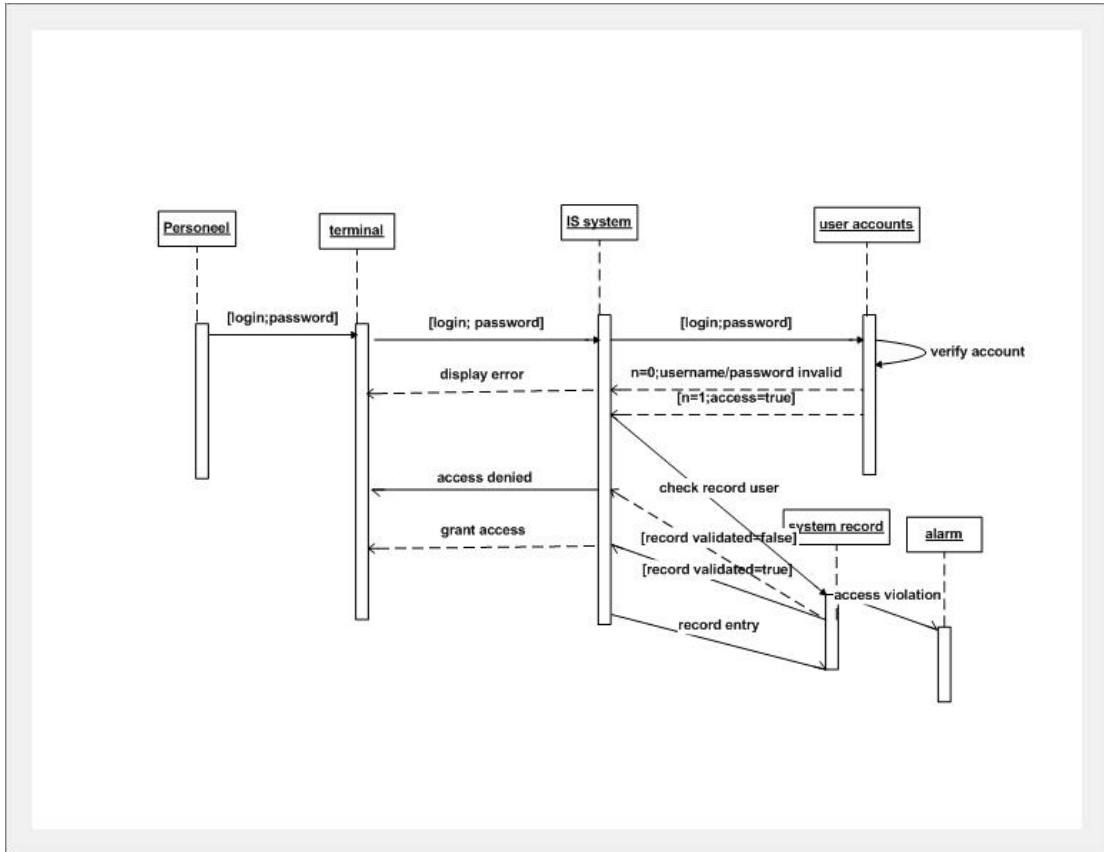 Personeel
terminal
IS system
user accounts
[login;password]
[login; password]
[login;password]
verify account
display error
n=0;username/password invalid
[n=1;access=true]
access denied
check record user
system record
alarm
grant access
[record validated=false]
[record validated=true]
access violation
record entry